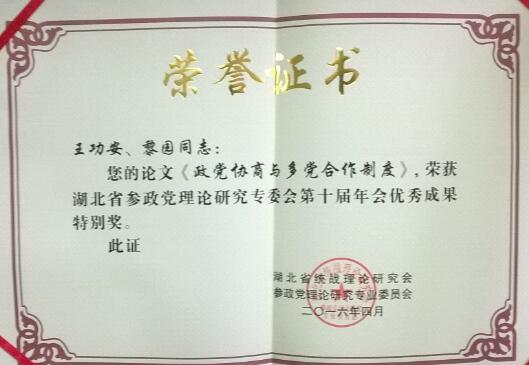 荣誉证书
王功安、黎园同志：
您的论文《政党协商与多党合作制度》，荣获
湖北省参政党理论研究专委会第十届年会优秀成果
特别奖。
此证
湖北省统战理论研究会
参政党理论研究专业委员会
二〇一六年四月